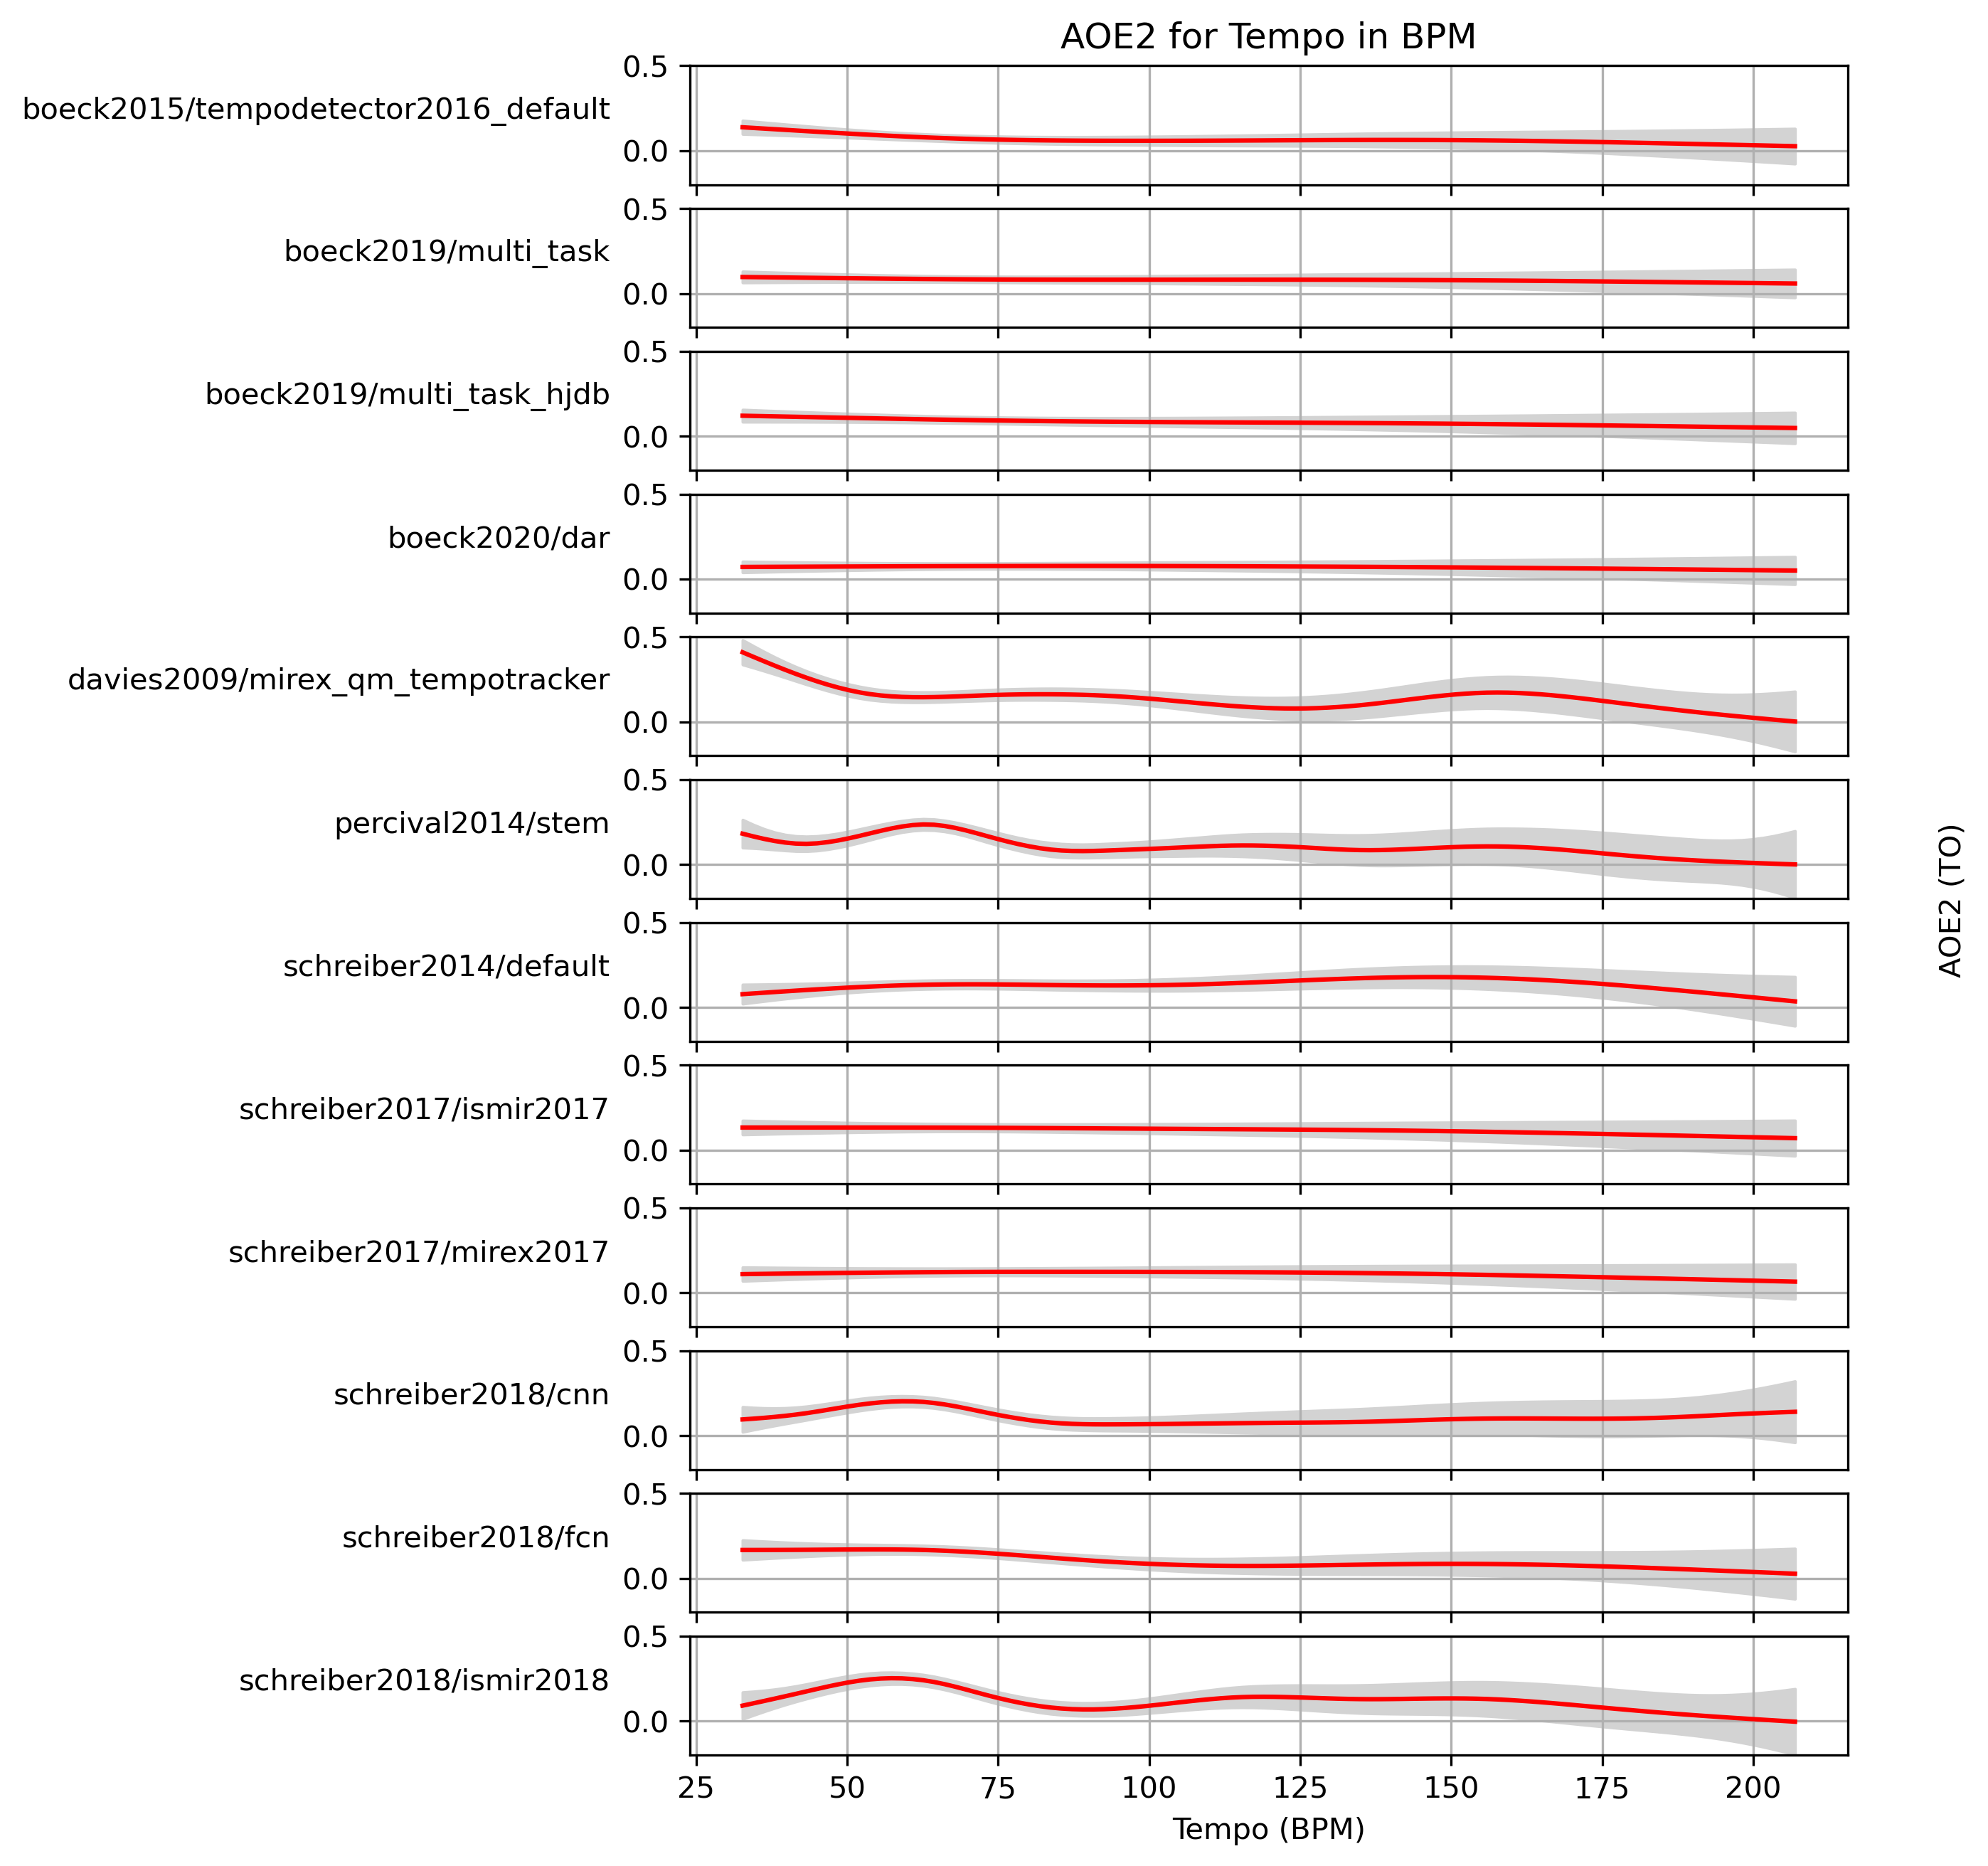 AOE2 for Tempo in BPM
0.5
boeck2015/tempodetector2016_default
0.0
0.5
boeck2019/multi_task
0.0
0.5
boeck2019/multi_task_hjdb
0.0
0.5
boeck2020/dar
0.0
0.5
davies2009/mirex_qm_tempotracker
0.0
0.5
percival2014/stem
0.0
AOE2 (TO)
0.5
schreiber2014/default
0.0
0.5
schreiber2017/ismir2017
0.0
0.5
schreiber2017/mirex2017
0.0
0.5
schreiber2018/cnn
0.0
0.5
schreiber2018/fcn
0.0
0.5
schreiber2018/ismir2018
0.0
25 50 75 100 125 150 175 200
Tempo (BPM)